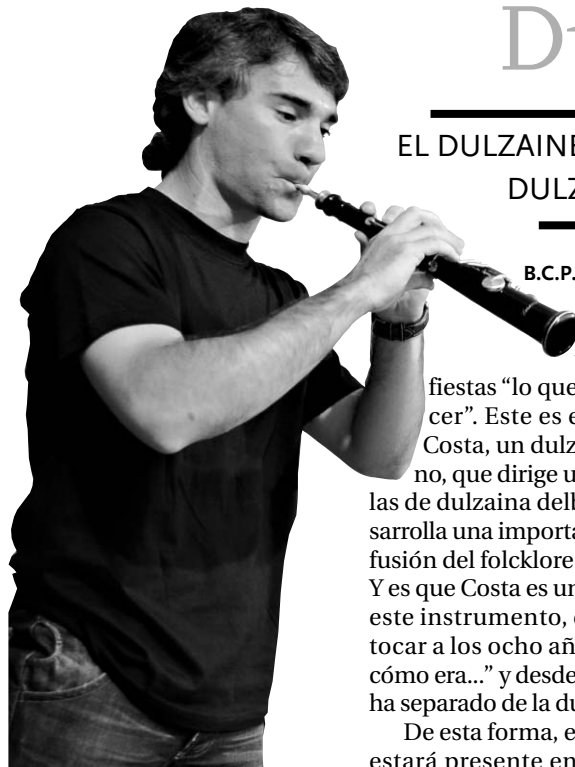 EL DULZAINE
DULZ
B.C.P.
fiestas “lo que
cer”. Este es e
Costa, un dulz
no, que dirige u
las de dulzaina delb
sarrolla una importa
fusión del folcklore
Y es que Costa es un
este instrumento, 
tocar a los ocho añ
cómo era...” y desde
ha separado de la du
De esta forma, e
estará presente en